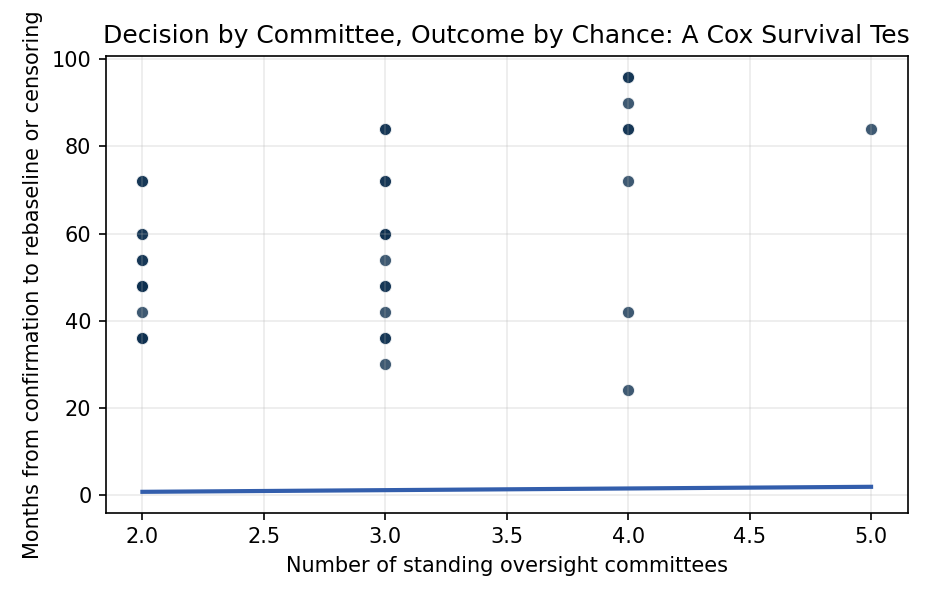 Decision by Committee, Outcome by Chance: A Cox Survival Tes
Months from confirmation to rebaseline or censoring
100
80
60
40
20
0
2.0 2.5 3.0 3.5 4.0 4.5 5.0
Number of standing oversight committees